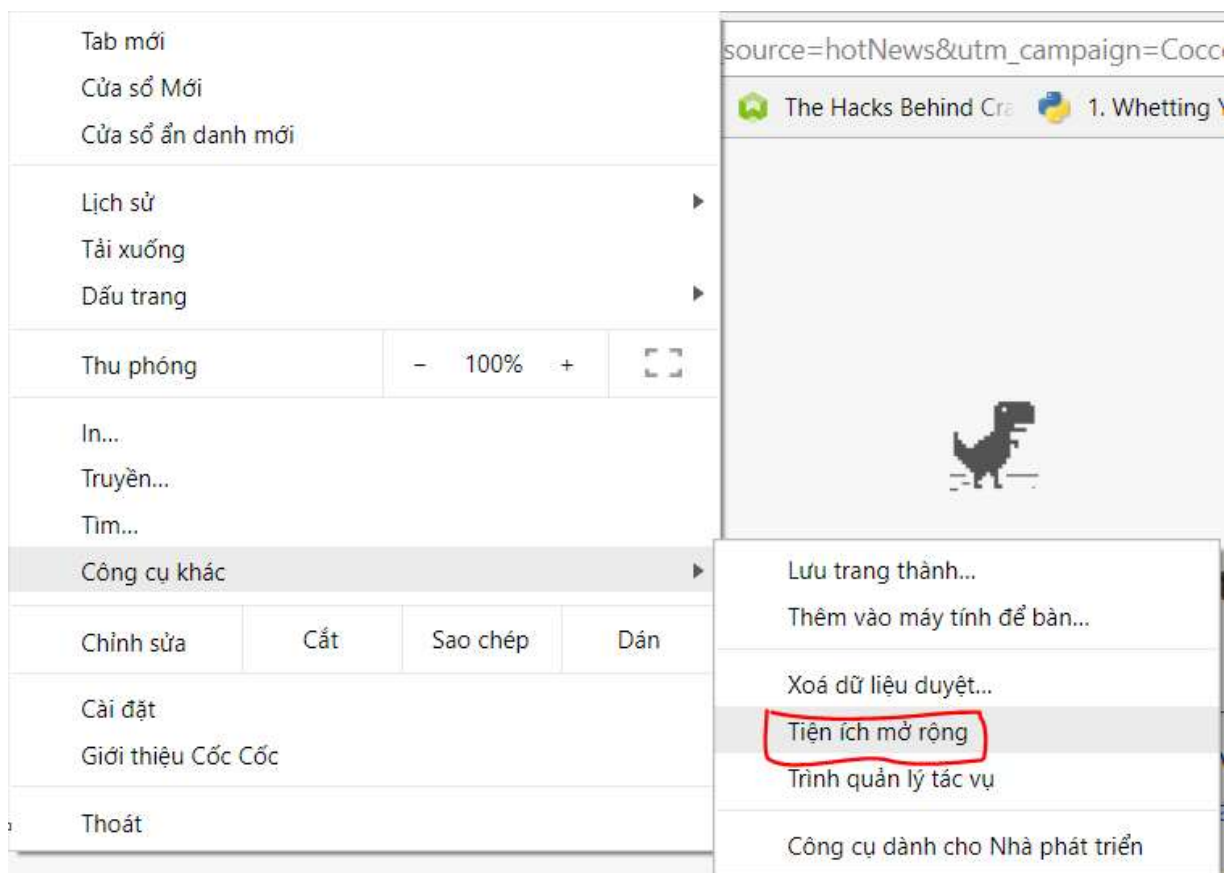 Tab mới
Cửa sổ Mới
Cửa sổ ẩn danh mới
Lịch sử
Tải xuống
Dấu trang
Thu phóng - 100% +
In...
Truyền...
Tìm...
Công cụ khác
Chỉnh sửa Cắt Sao chép Dán
Cài đặt
Giới thiệu Cốc Cốc
Thoát
source=hotNews&utm_campaign=Cocc
The Hacks Behind Cra 1. Whetting Y
Lưu trang thành...
Thêm vào máy tính để bàn...
Xoá dữ liệu duyệt...
Tiện ích mở rộng
Trình quản lý tác vụ
Công cụ dành cho Nhà phát triển